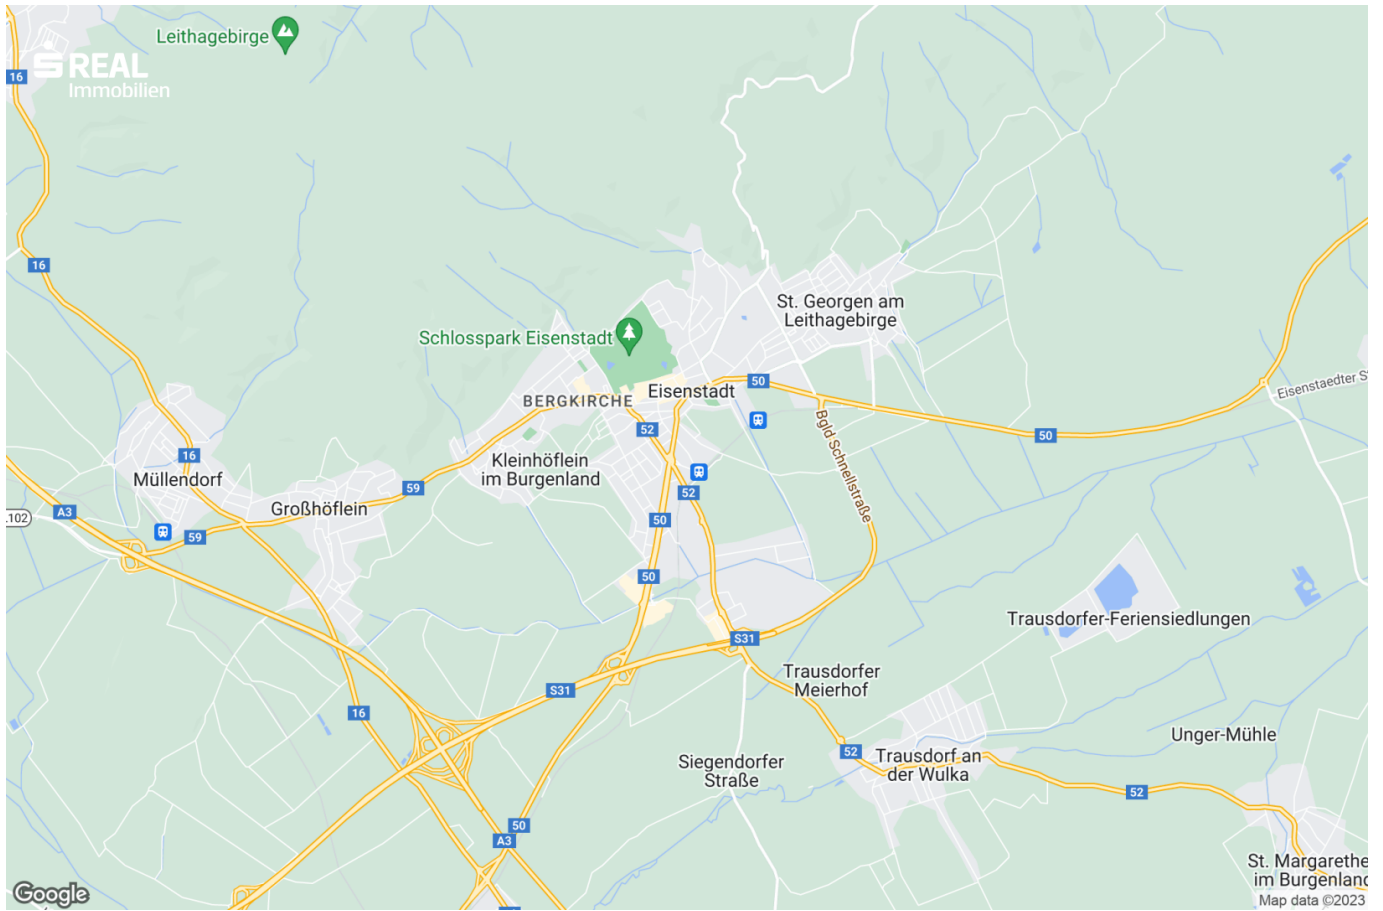 Leithagebirge
16
REAL
Immobilien
16
St. Georgen am
Leithagebirge
Schlosspark Eisenstadt
50
Eisenstadt
BERGKIRCHE
Eisenstaedter S
52
Bgld Schnellstraße
50
16
Müllendorf
Kleinhöflein
im Burgenland
59
52
Großhöflein
A3
.102
50
59
50
Trausdorfer-Feriensiedlungen
S31
Trausdorfer
Meierhof
S31
16
Unger-Mühle
52
Trausdorf an
der Wulka
Siegendorfer
Straße
52
50
A3
St. Margarethe
im Burgenland
Google
Map data ©2023